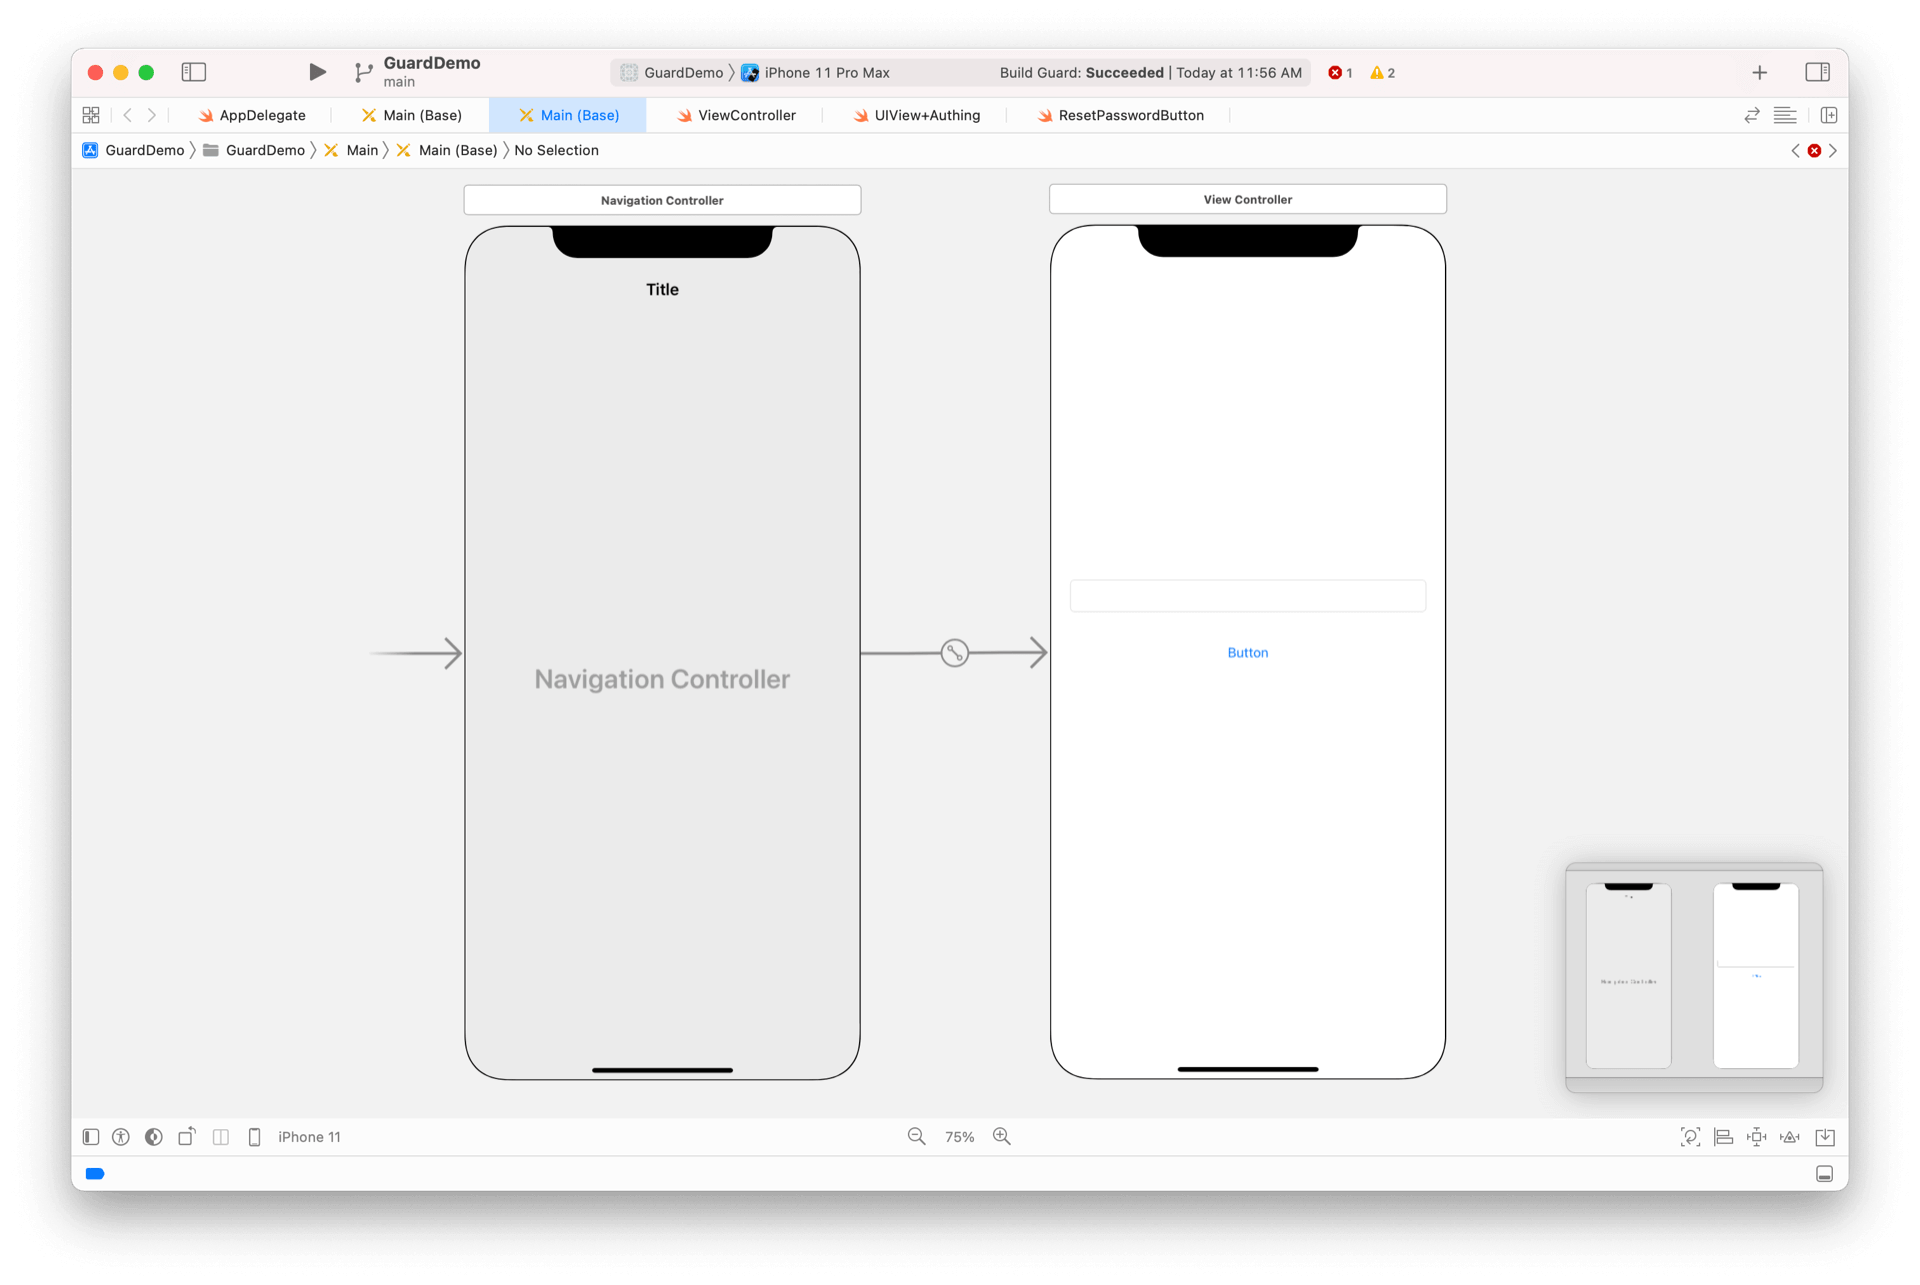 GuardDemo
main
GuardDemo iPhone 11 Pro Max Build Guard: Succeeded | Today at 11:56 AM 1 2
AppDelegate Main (Base) Main (Base) ViewController UIView+Authing ResetPasswordButton
GuardDemo GuardDemo Main Main (Base) No Selection
Navigation Controller
View Controller
Title
Navigation Controller
Button
Navigation Controller
iPhone 11 75%